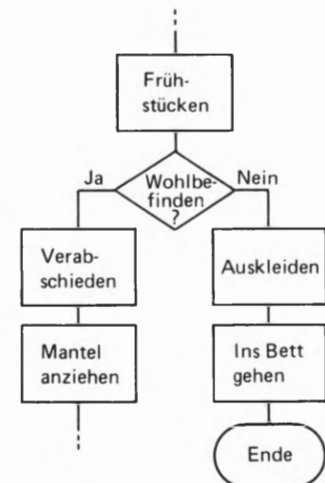 Früh-
stücken
Ja
Wohlbe-
finden
?
Nein
Verab-
schieden
Auskleiden
Mantel
anziehen
Ins Bett
gehen
Ende